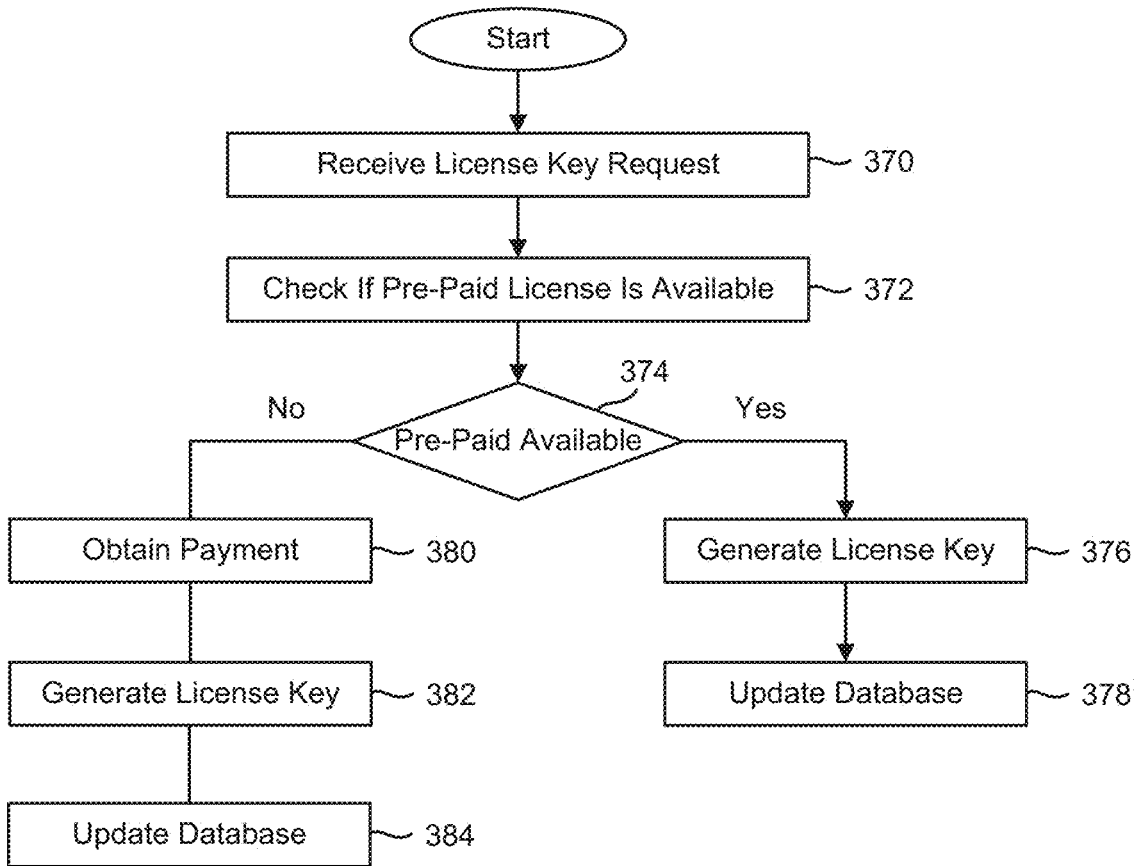 Start
Receive License Key Request
370
Check If Pre-Paid License Is Available
372
374
No
Yes
Pre-Paid Available
Obtain Payment
380
Generate License Key
376
Generate License Key
382
Update Database
378
Update Database
384